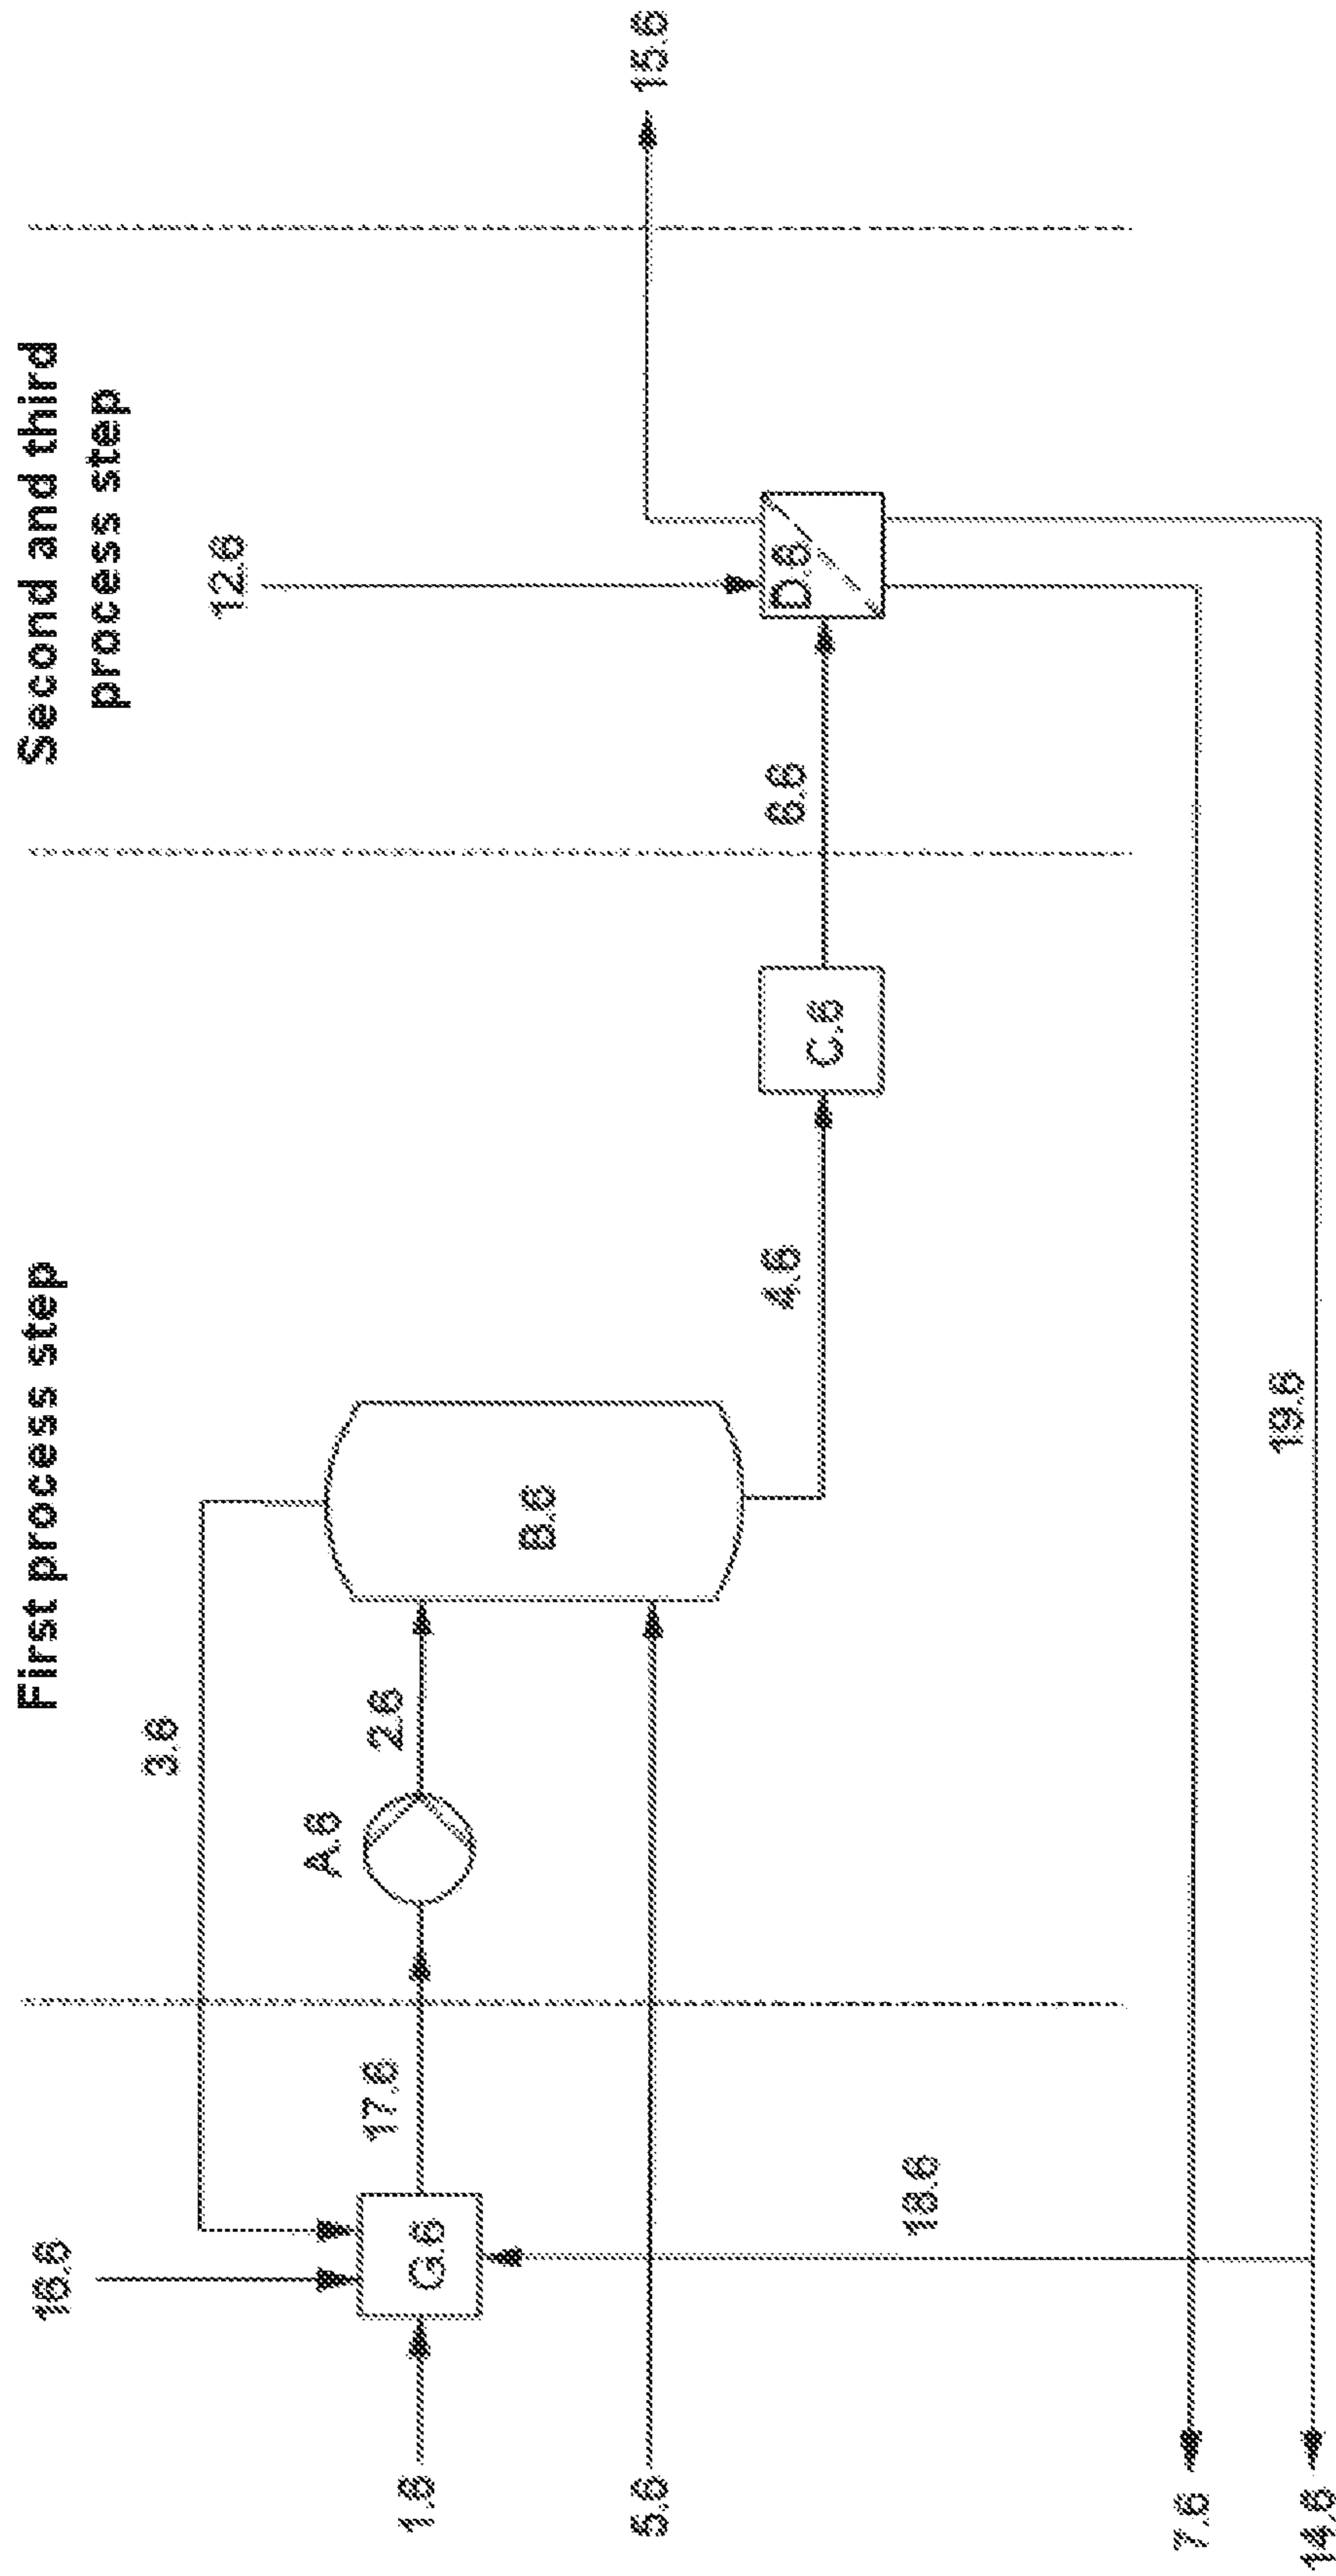 First process step
Second and third
process step
16.6
3.6
12.6
15.6
1.6
G.6
17.6
A.6
2.6
B.6
5.6
4.6
C.6
6.6
D.6
18.6
19.6
7.6
14.6